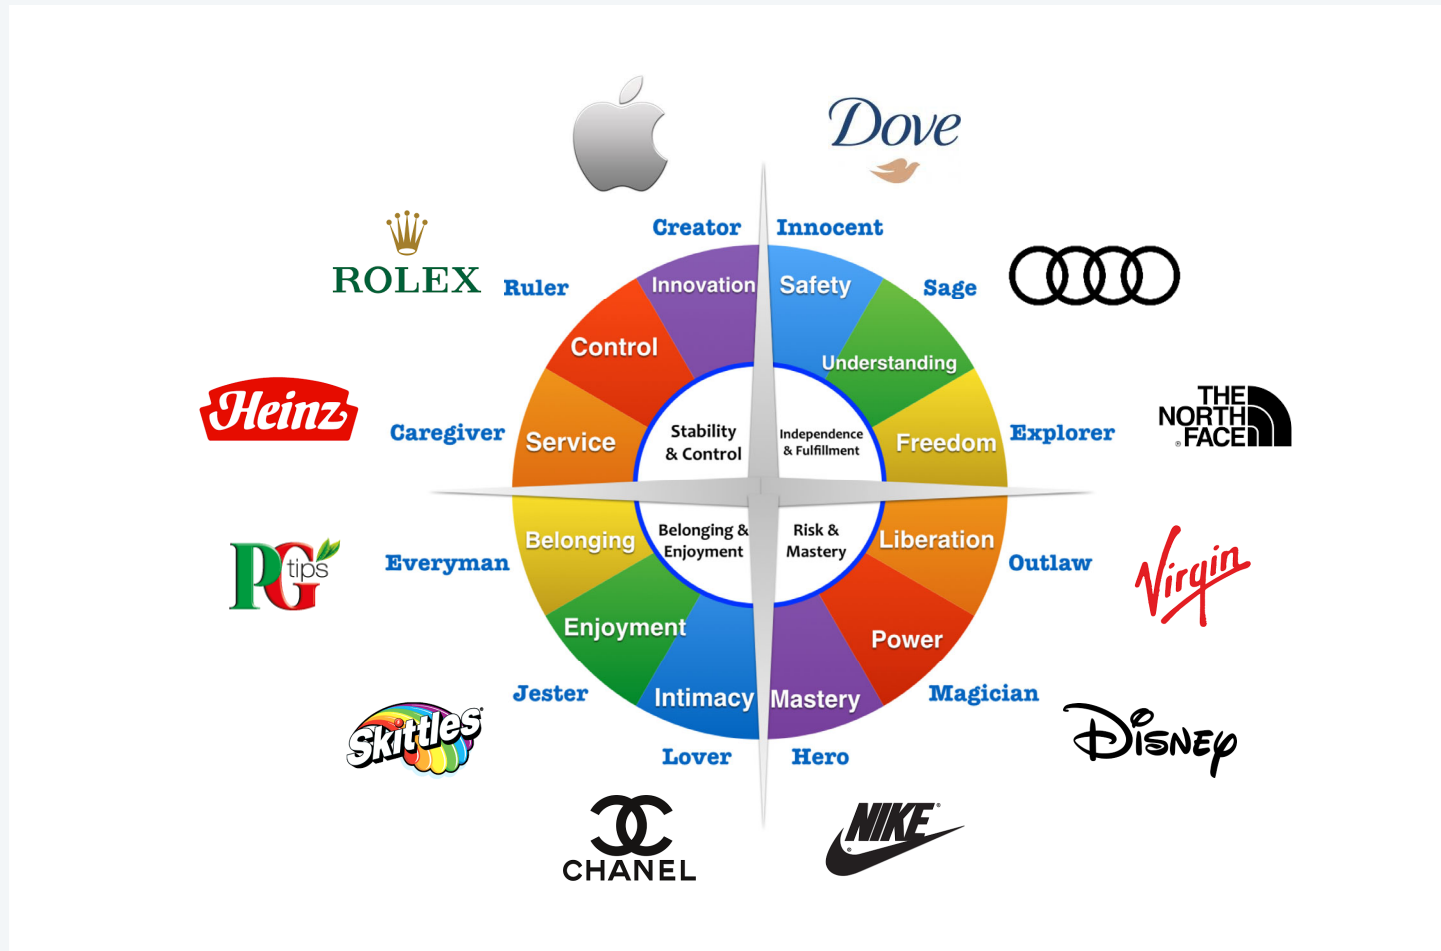 Dove
Creator
Innocent
ROLEX
Ruler
Sage
Innovation
Safety
Control
Understanding
Heinz
Caregiver
Service
Stability
& Control
Independence
& Fulfillment
Freedom
Explorer
THE
NORTH
FACE
PG
tips
Everyman
Belonging
Belonging &
Enjoyment
Risk &
Mastery
Liberation
Outlaw
Virgin
Enjoyment
Power
Jester
Intimacy
Mastery
Magician
Skittles
Lover
Hero
DISNEY
CHANEL
NIKE